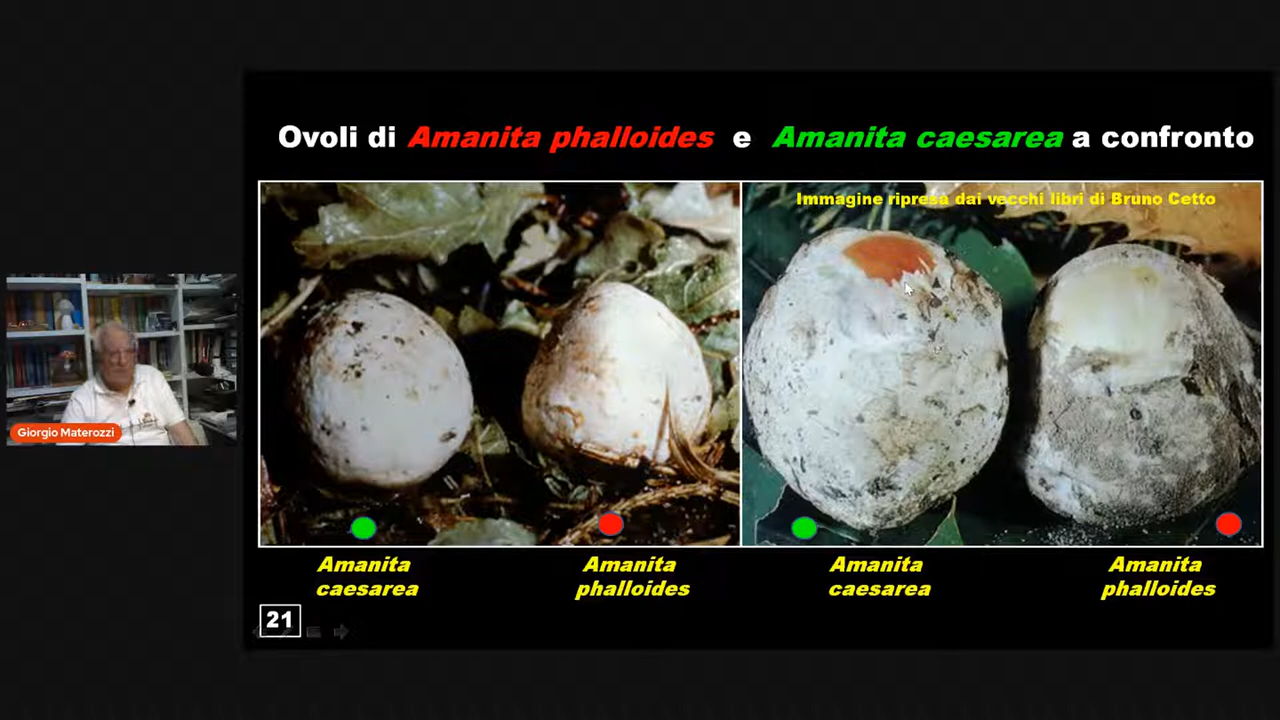 Ovoli di Amanita phalloides e Amanita caesarea a confronto
Immagine ripresa dai vecchi libri di Bruno Cetto
Giorgio Materozzi
Amanita caesarea
Amanita phalloides
Amanita caesarea
Amanita phalloides
21